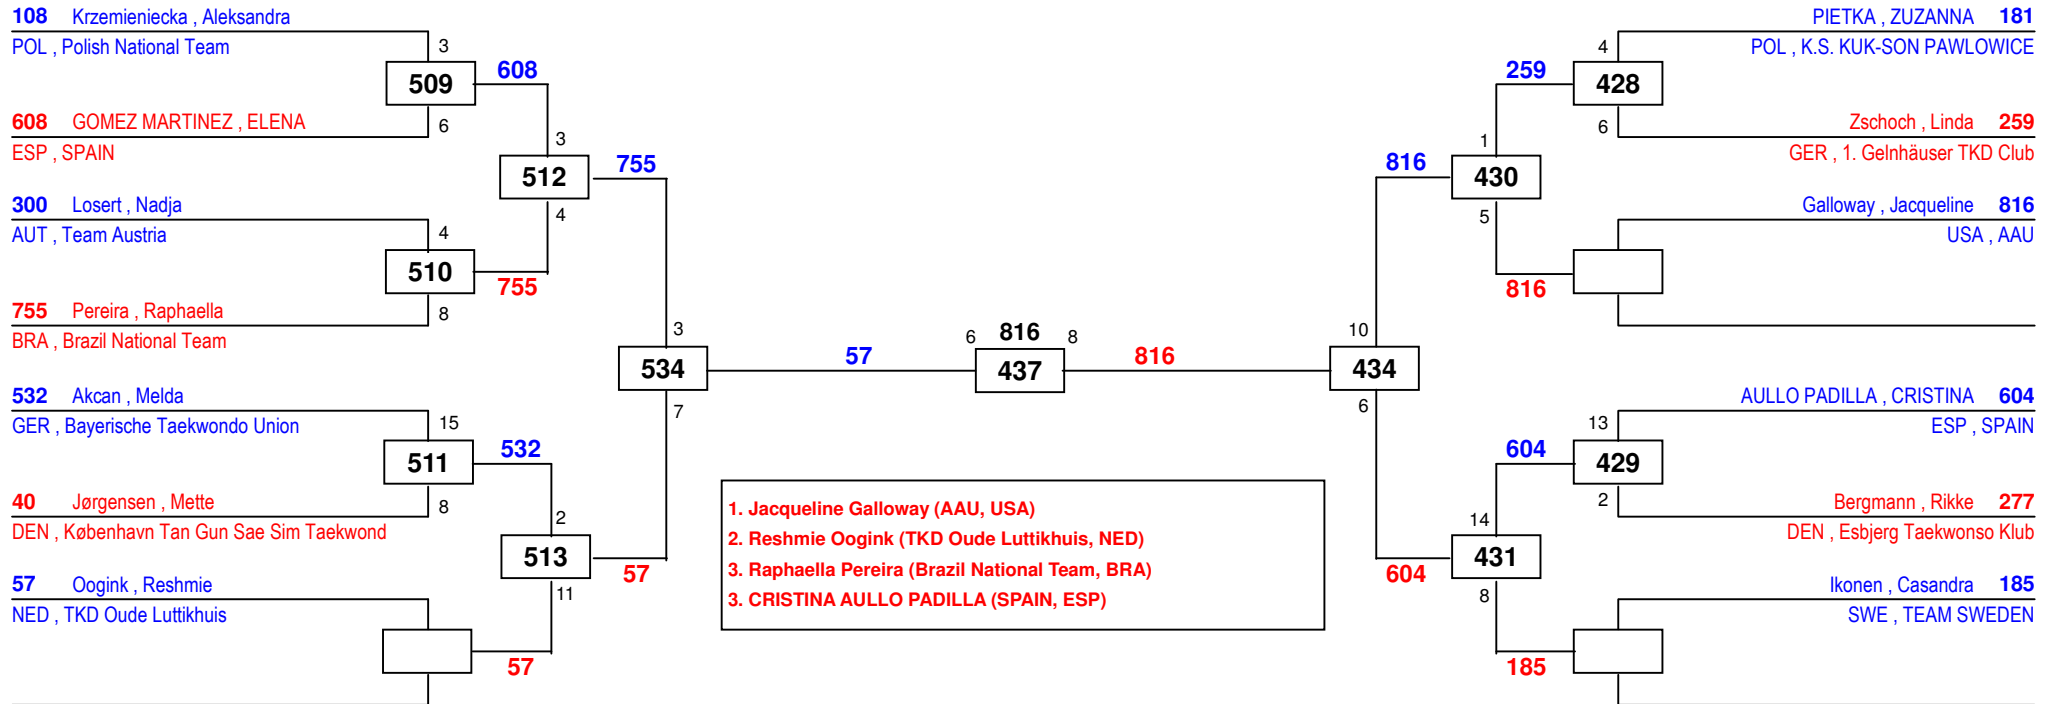 108 Krzemieniecka , Aleksandra
POL , Polish National Team
3
509
608
6
608 GOMEZ MARTINEZ , ELENA
ESP , SPAIN
3
512
755
4
300 Losert , Nadja
AUT , Team Austria
4
510
755
8
755 Pereira , Raphaella
BRA , Brazil National Team
3
534
57
7
532 Akcan , Melda
GER , Bayerische Taekwondo Union
15
511
532
8
40 Jørgensen , Mette
DEN , København Tan Gun Sae Sim Taekwond
2
513
57
11
57 Oogink , Reshmie
NED , TKD Oude Luttikhuis
57
6 816 8
437
816
1. Jacqueline Galloway (AAU, USA)
2. Reshmie Oogink (TKD Oude Luttikhuis, NED)
3. Raphaella Pereira (Brazil National Team, BRA)
3. CRISTINA AULLO PADILLA (SPAIN, ESP)
PIETKA , ZUZANNA 181
POL , K.S. KUK-SON PAWLOWICE
4
259
428
6
Zschoch , Linda 259
GER , 1. Gelnhäuser TKD Club
1
816
430
5
Galloway , Jacqueline 816
USA , AAU
816
10
434
6
AULLO PADILLA , CRISTINA 604
ESP , SPAIN
13
604
429
2
Bergmann , Rikke 277
DEN , Esbjerg Taekwonso Klub
14
431
604
8
Ikonen , Casandra 185
SWE , TEAM SWEDEN
185